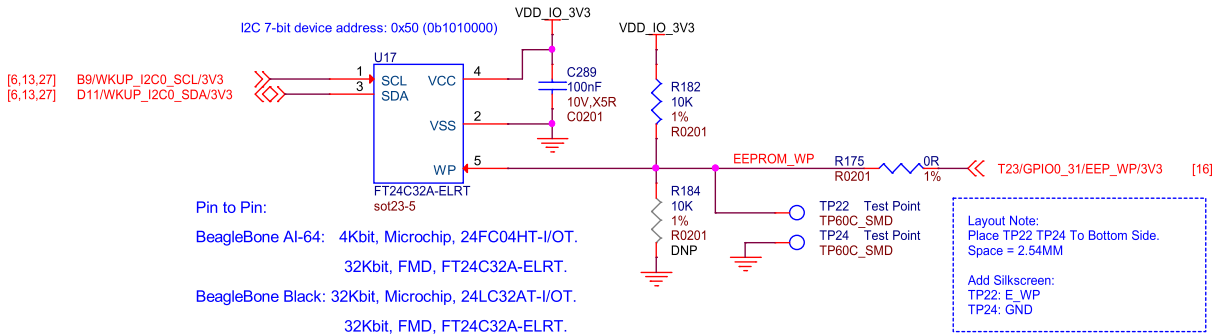 VDD_IO_3V3
I2C 7-bit device address: 0x50 (0b1010000)
VDD_IO_3V3
U17
[6,13,27] B9/WKUP_I2C0_SCL/3V3
1 SCL VCC 4
[6,13,27] D11/WKUP_I2C0_SDA/3V3
3 SDA
C289
100nF
10V,X5R
C0201
R182
10K
1%
R0201
VSS 2
WP 5
EEPROM_WP
R175 0R
R0201 1%
T23/GPIO0_31/EEP_WP/3V3 [16]
FT24C32A-ELRT
sot23-5
R184
10K
1%
R0201
DNP
TP22 Test Point
TP60C_SMD
TP24 Test Point
TP60C_SMD
Pin to Pin:
BeagleBone AI-64: 4Kbit, Microchip, 24FC04HT-I/OT.
32Kbit, FMD, FT24C32A-ELRT.
BeagleBone Black: 32Kbit, Microchip, 24LC32AT-I/OT.
32Kbit, FMD, FT24C32A-ELRT.
Layout Note:
Place TP22 TP24 To Bottom Side.
Space = 2.54MM
Add Silkscreen:
TP22: E_WP
TP24: GND